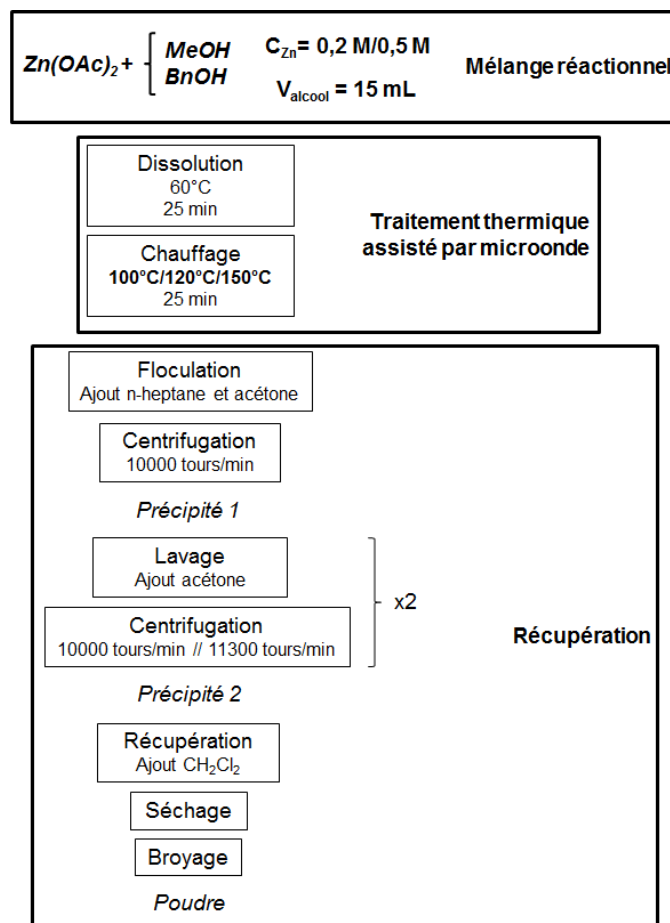 Zn(OAc)₂ + { MeOH C_Zn= 0,2 M/0,5 M Mélange réactionnel
BnOH V_alcool = 15 mL
Dissolution
60°C
25 min
Traitement thermique
assisté par microonde
Chauffage
100°C/120°C/150°C
25 min
Floculation
Ajout n-heptane et acétone
Centrifugation
10000 tours/min
Précipité 1
Lavage
Ajout acétone
x2
Centrifugation
10000 tours/min // 11300 tours/min
Récupération
Précipité 2
Récupération
Ajout CH₂Cl₂
Séchage
Broyage
Poudre